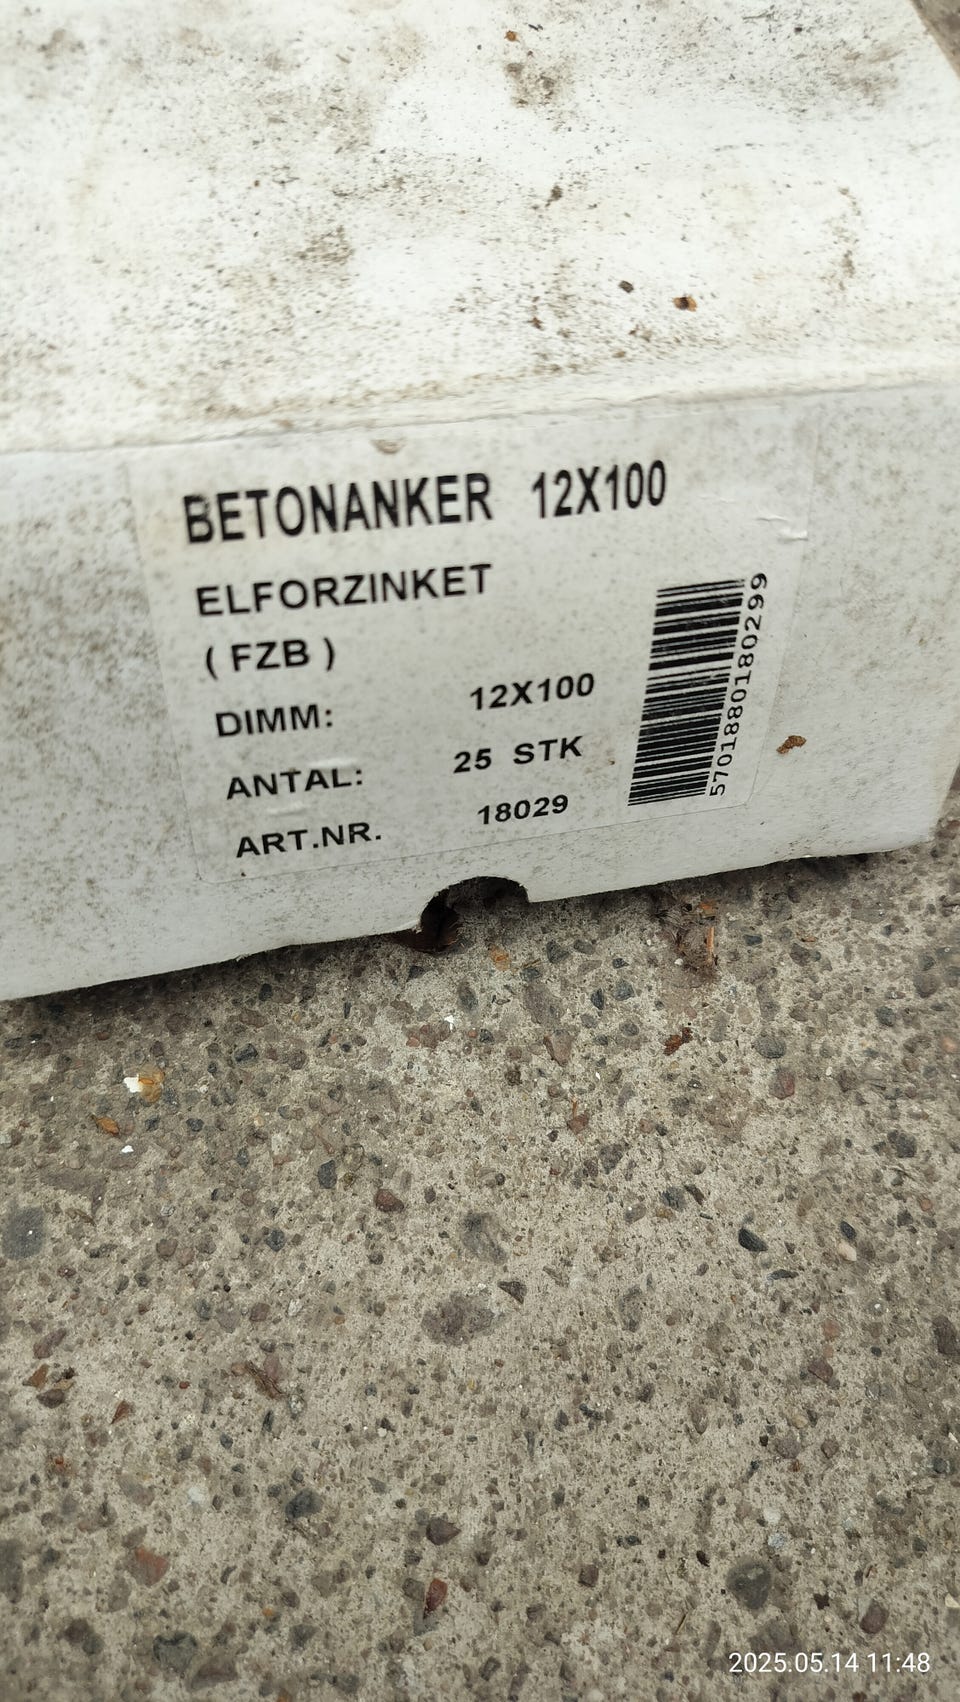 BETONANKER 12X100
ELFORZINKET
( FZB )
DIMM: 12X100
ANTAL: 25 STK
ART.NR. 18029
5701880180299
2025.05.14 11:48